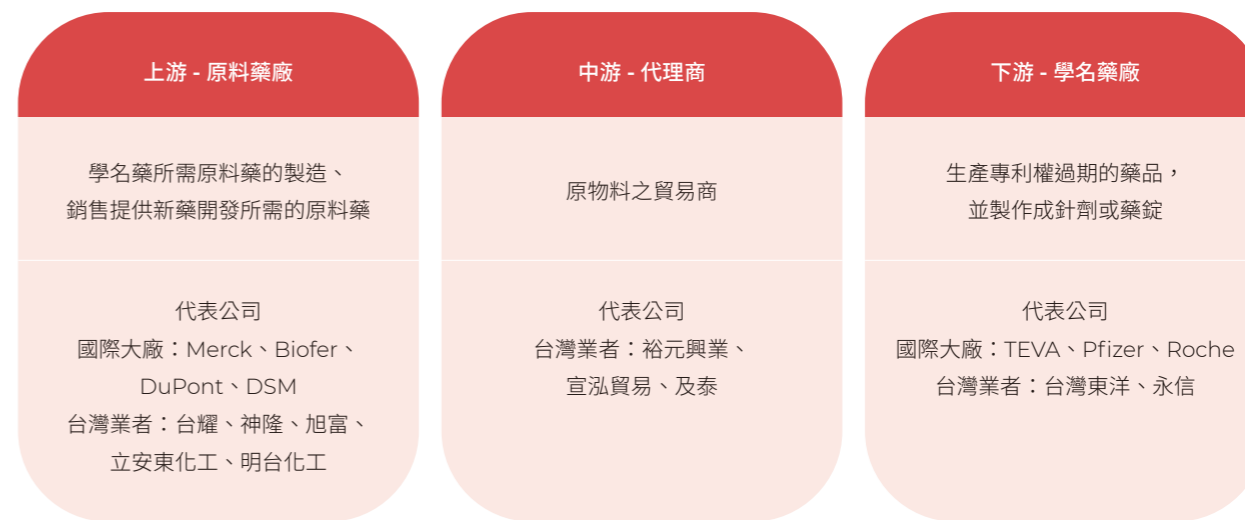 上游 - 原料藥廠
學名藥所需原料藥的製造、
銷售提供新藥開發所需的原料藥
代表公司
國際大廠：Merck、Biofer、
DuPont、DSM
台灣業者：台耀、神隆、旭富、
立安東化工、明台化工
中游 - 代理商
原物料之貿易商
代表公司
台灣業者：裕元興業、
宣泓貿易、及泰
下游 - 學名藥廠
生產專利權過期的藥品，
並製作成針劑或藥錠
代表公司
國際大廠：TEVA、Pfizer、Roche
台灣業者：台灣東洋、永信